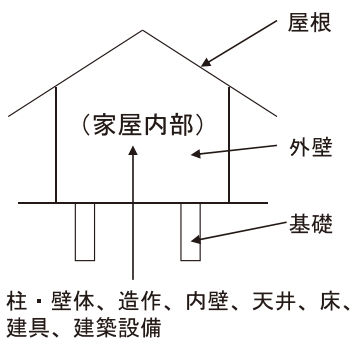 屋根
（家屋内部）
外壁
基礎
柱・壁体、造作、内壁、天井、床、
建具、建築設備